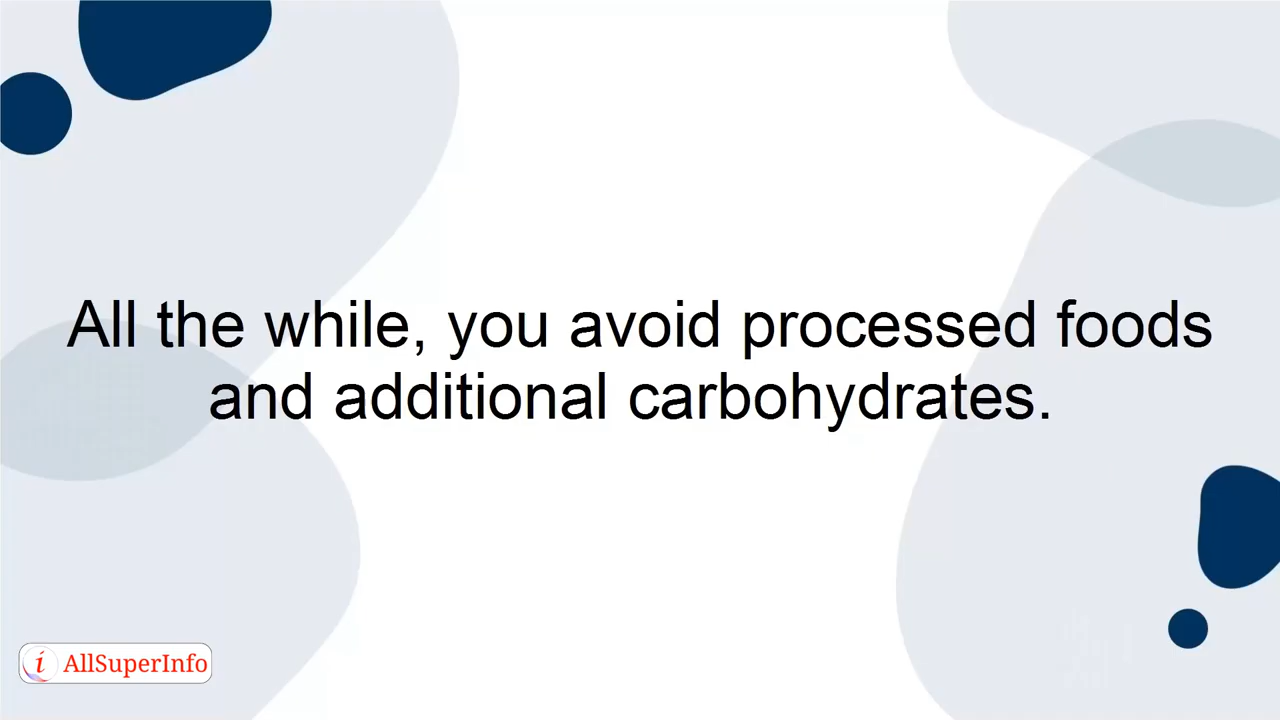 All the while, you avoid processed foods
and additional carbohydrates.
i AllSuperInfo